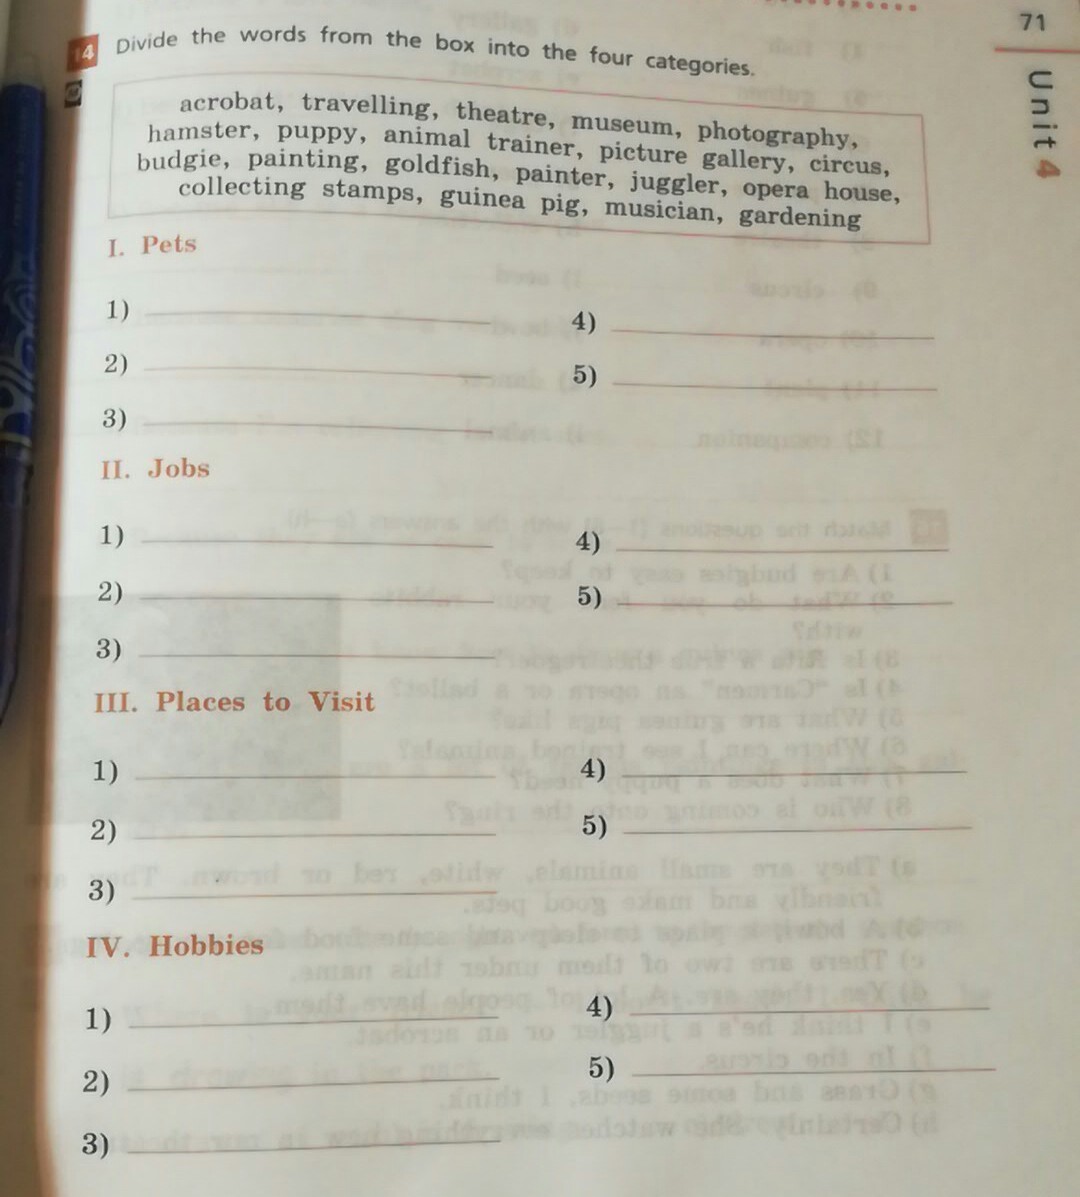 71
Unit 4
14 Divide the words from the box into the four categories.
acrobat, travelling, theatre, museum, photography,
hamster, puppy, animal trainer, picture gallery, circus,
budgie, painting, goldfish, painter, juggler, opera house,
collecting stamps, guinea pig, musician, gardening
I. Pets
1)
4)
2)
5)
3)
II. Jobs
1)
4)
2)
5)
3)
III. Places to Visit
1)
4)
2)
5)
3)
IV. Hobbies
1)
4)
2)
5)
3)